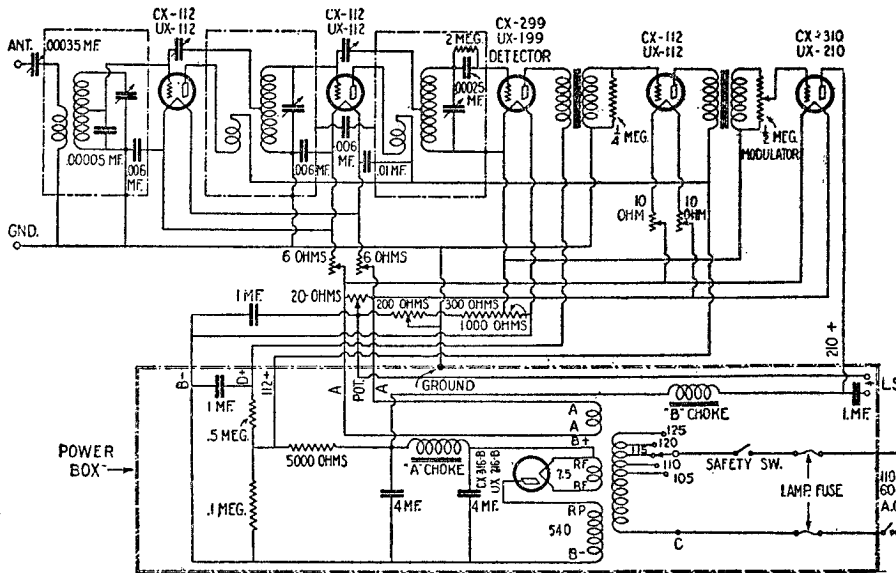 CX-112
UX-112
CX-112
UX-112
CX-299
UX-199
DETECTOR
CX-112
UX-112
CX-310
UX-210
ANT.
.00035 MF.
2 MEG.
.00025
MF.
.00005 MF.
.006
MF.
.006
MF.
.006
MF.
.01 MF.
1/4 MEG.
1/2 MEG.
MODULATOR
GND.
10
OHM
10
OHM
6 OHMS
6 OHMS
20-OHMS
1 MF.
200 OHMS
300 OHMS
1000 OHMS
210+
B-
D+
112+
A
POT.
A
GROUND
1 MF.
"B" CHOKE
L.S.
1.MF.
POWER
BOX
.5 MEG.
A
A
B+
5000 OHMS
"A" CHOKE
CX 316-B
UX 216-B
7.5
RF
BF
125
120
115
110
105
SAFETY SW.
LAMP. FUSE
110
60
A.C
.1 MEG.
4 MF.
4 MF.
RP
540
B-
C